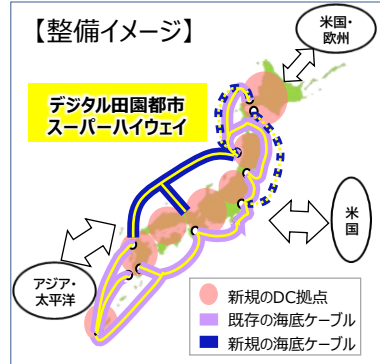 【整備イメージ】
米国・
欧州
デジタル田園都市
スーパーハイウェイ
米
国
アジア・
太平洋
新規のDC拠点
既存の海底ケーブル
新規の海底ケーブル